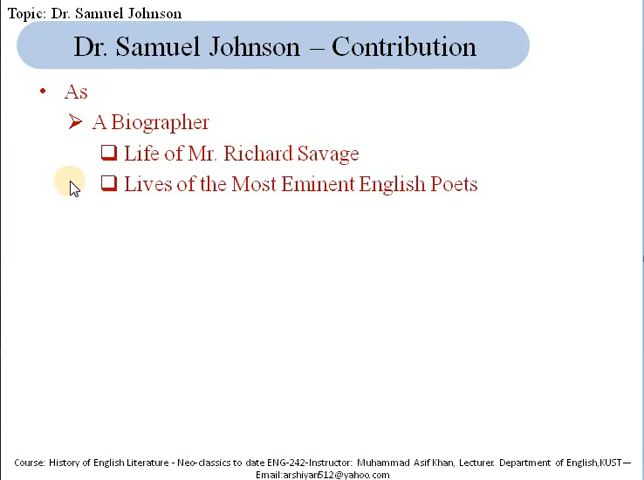 Topic: Dr. Samuel Johnson
Dr. Samuel Johnson – Contribution
• As
➢ A Biographer
❑ Life of Mr. Richard Savage
❑ Lives of the Most Eminent English Poets
Course: History of English Literature - Neo-classics to date ENG-242-Instructor: Muhammad Asif Khan, Lecturer. Department of English,KUST—
Email:arshiyan512@yahoo.com